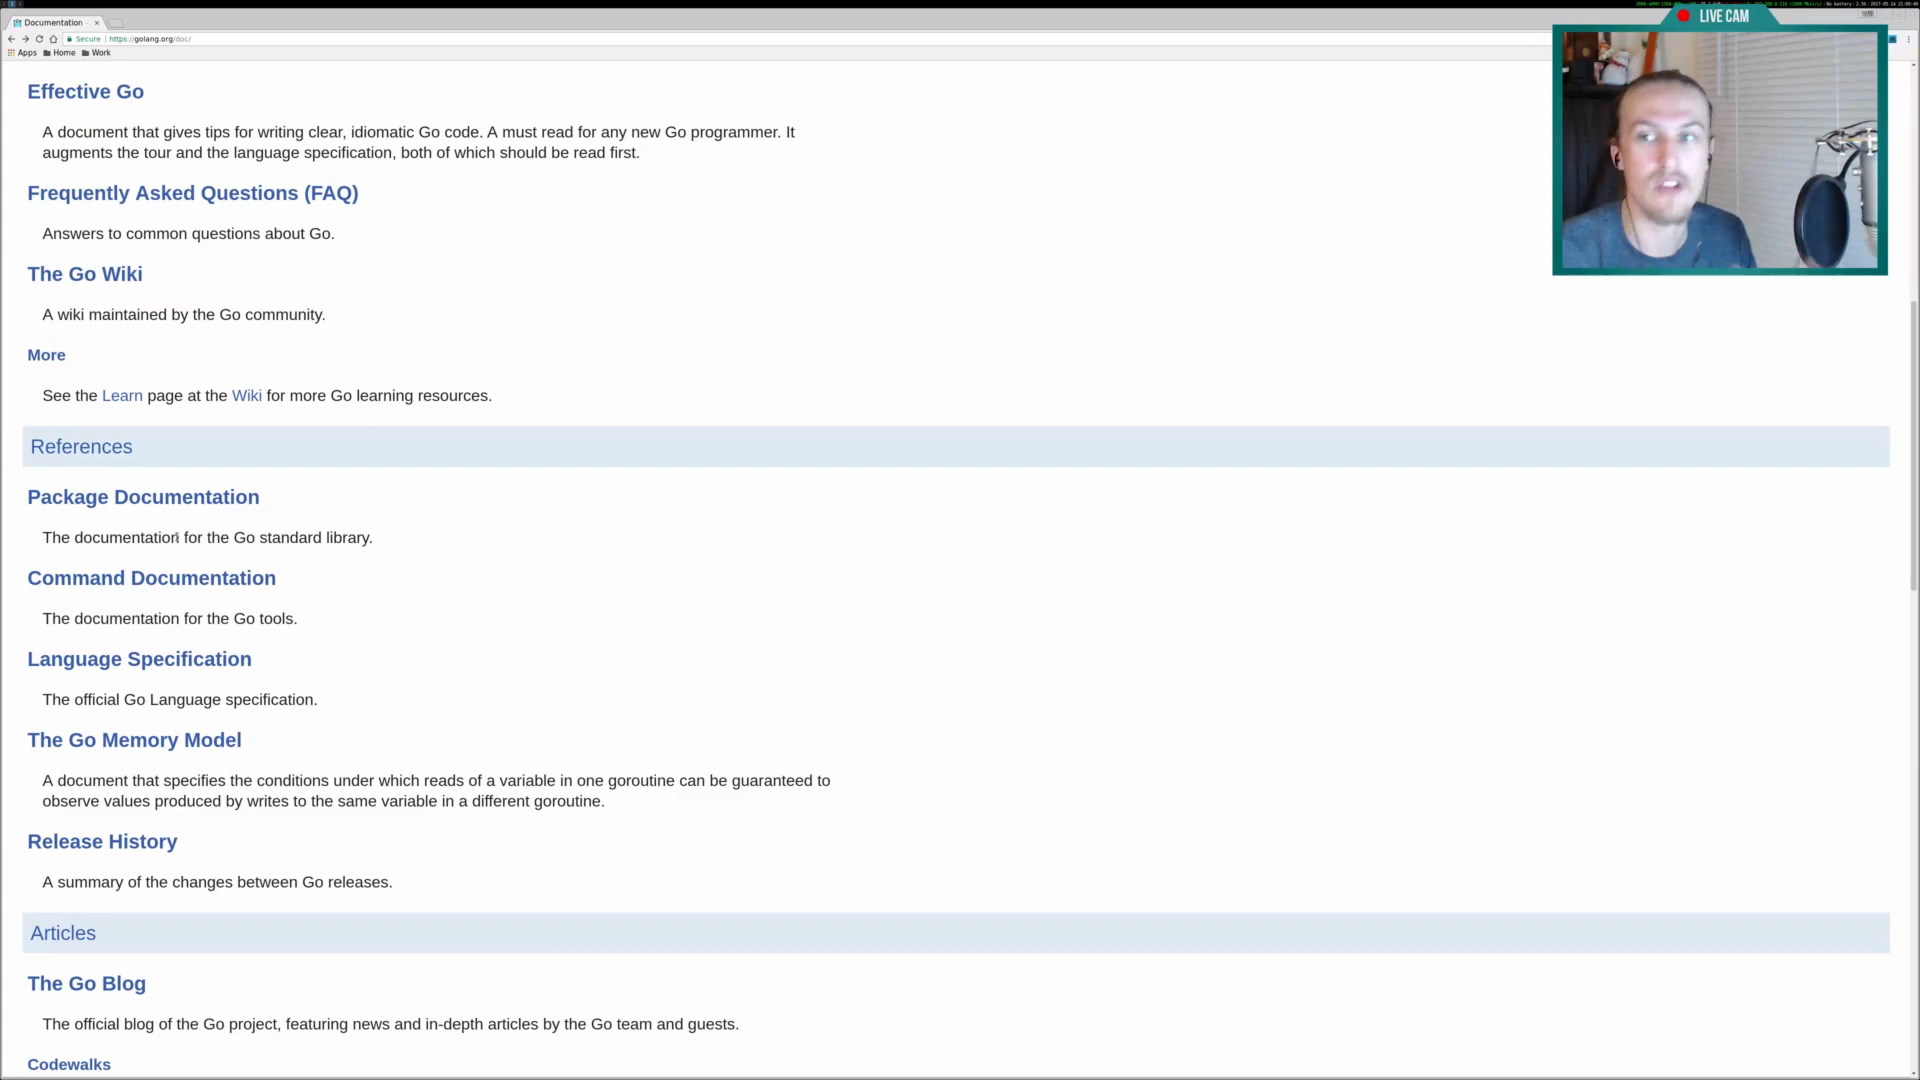 Documentation
LIVE CAM
Secure https://golang.org/doc/
Apps Home Work
Effective Go
A document that gives tips for writing clear, idiomatic Go code. A must read for any new Go programmer. It
augments the tour and the language specification, both of which should be read first.
Frequently Asked Questions (FAQ)
Answers to common questions about Go.
The Go Wiki
A wiki maintained by the Go community.
More
See the Learn page at the Wiki for more Go learning resources.
References
Package Documentation
The documentation for the Go standard library.
Command Documentation
The documentation for the Go tools.
Language Specification
The official Go Language specification.
The Go Memory Model
A document that specifies the conditions under which reads of a variable in one goroutine can be guaranteed to
observe values produced by writes to the same variable in a different goroutine.
Release History
A summary of the changes between Go releases.
Articles
The Go Blog
The official blog of the Go project, featuring news and in-depth articles by the Go team and guests.
Codewalks